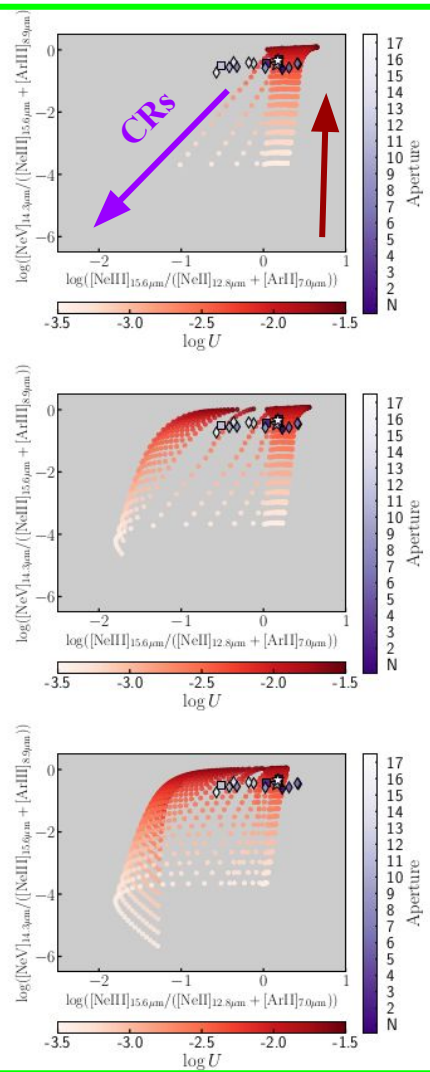 log([NeV]14.3μm/([NeIII]15.6μm + [ArIII]8.9μm))
0
−2
−4
−6
CRs
−2 −1 0 1
log([NeIII]15.6μm/([NeII]12.8μm + [ArII]7.0μm))
17
16
15
14
13
12
11
10
9
8
7
6
5
4
3
2
N
Aperture
-3.5 -3.0 -2.5 -2.0 -1.5
log U
log([NeV]14.3μm/([NeIII]15.6μm + [ArIII]8.9μm))
0
−2
−4
−6
−2 −1 0 1
log([NeIII]15.6μm/([NeII]12.8μm + [ArII]7.0μm))
17
16
15
14
13
12
11
10
9
8
7
6
5
4
3
2
N
Aperture
-3.5 -3.0 -2.5 -2.0 -1.5
log U
log([NeV]14.3μm/([NeIII]15.6μm + [ArIII]8.9μm))
0
−2
−4
−6
−2 −1 0 1
log([NeIII]15.6μm/([NeII]12.8μm + [ArII]7.0μm))
17
16
15
14
13
12
11
10
9
8
7
6
5
4
3
2
N
Aperture
-3.5 -3.0 -2.5 -2.0 -1.5
log U